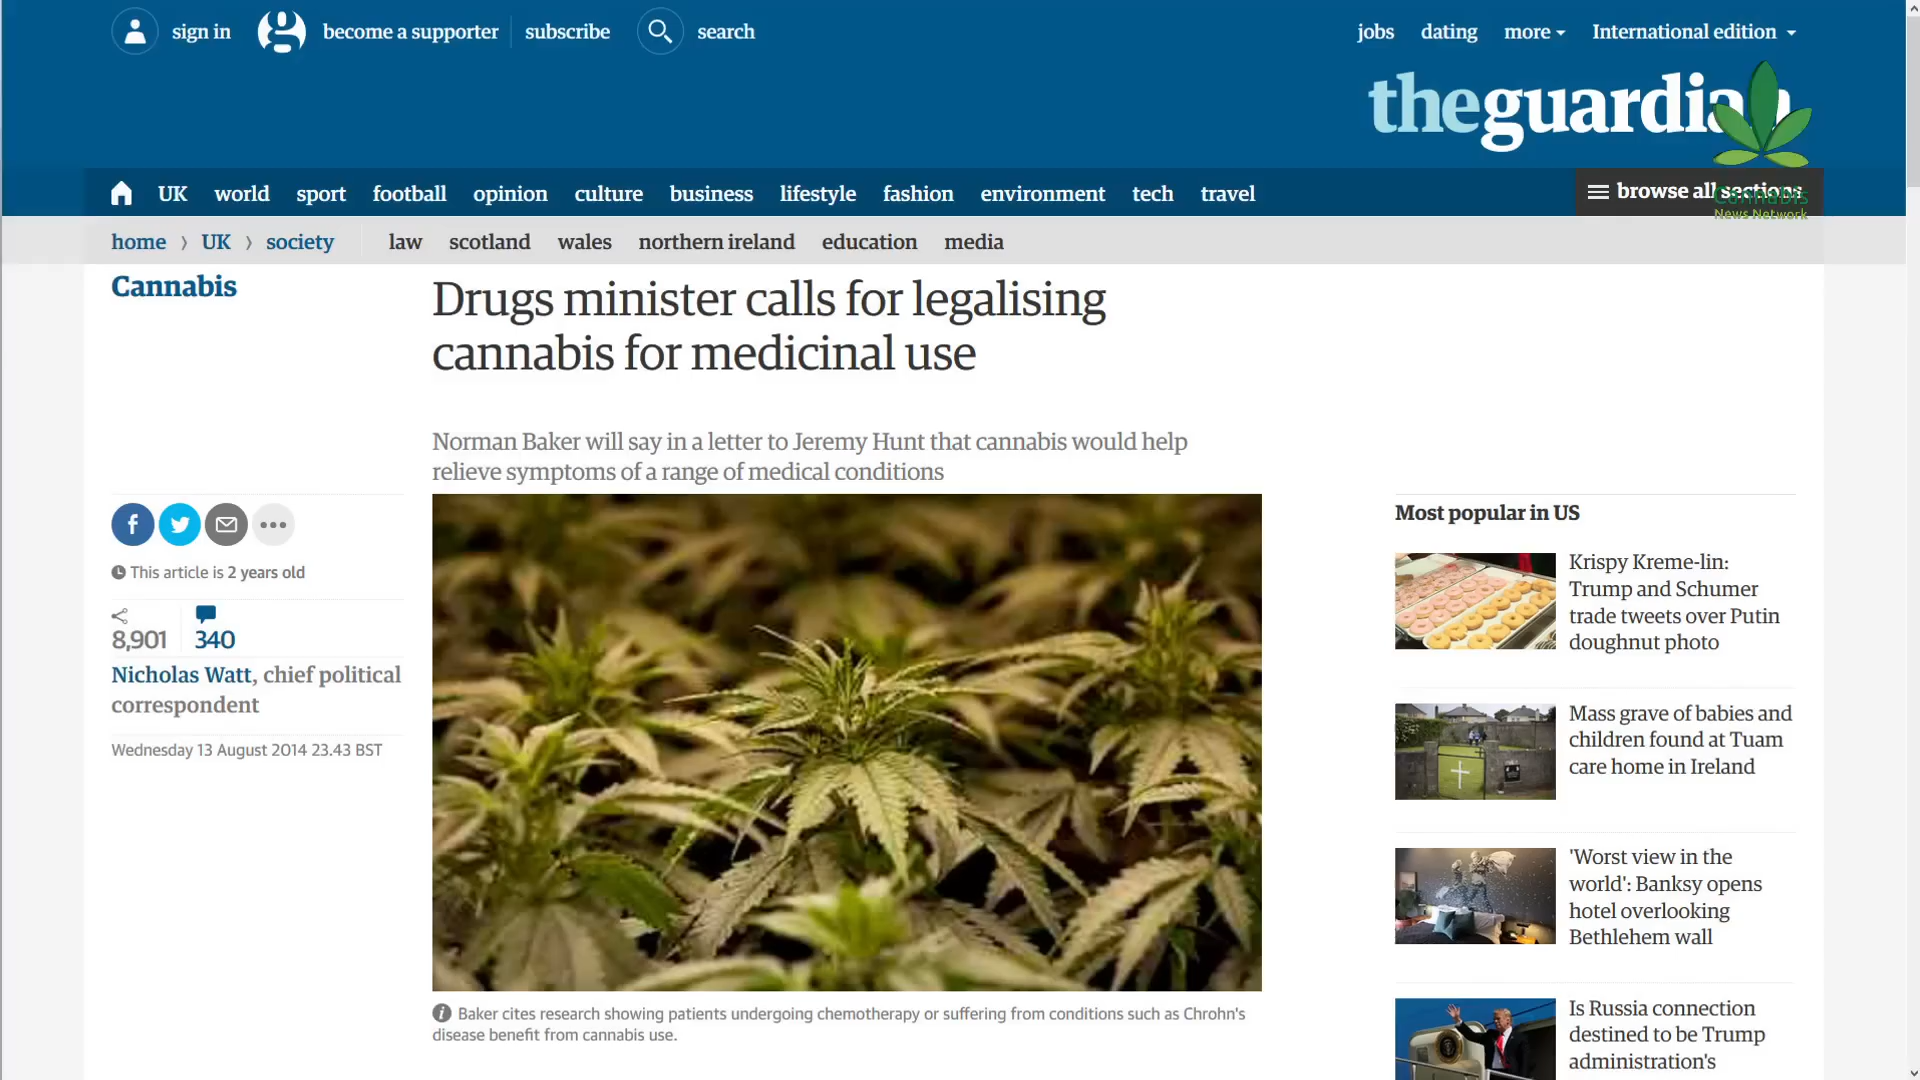 sign in
become a supporter
subscribe
search
jobs
dating
more
International edition
theguardian
UK
world
sport
football
opinion
culture
business
lifestyle
fashion
environment
tech
travel
browse all sections
Cannabis
News Network
home
UK
society
law
scotland
wales
northern ireland
education
media
Cannabis
Drugs minister calls for legalising
cannabis for medicinal use
Norman Baker will say in a letter to Jeremy Hunt that cannabis would help
relieve symptoms of a range of medical conditions
This article is 2 years old
8,901
340
Nicholas Watt, chief political
correspondent
Wednesday 13 August 2014 23.43 BST
Baker cites research showing patients undergoing chemotherapy or suffering from conditions such as Chrohn's
disease benefit from cannabis use.
Most popular in US
Krispy Kreme-lin:
Trump and Schumer
trade tweets over Putin
doughnut photo
Mass grave of babies and
children found at Tuam
care home in Ireland
'Worst view in the
world': Banksy opens
hotel overlooking
Bethlehem wall
Is Russia connection
destined to be Trump
administration's